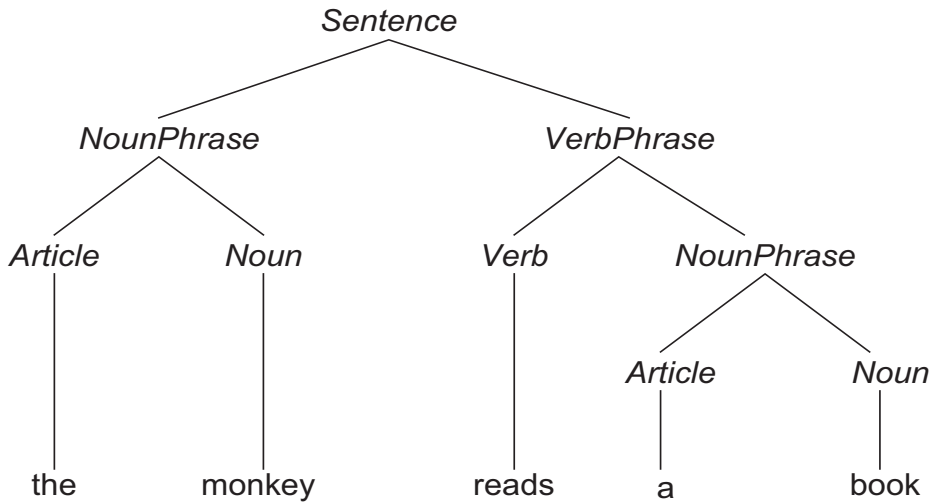 Sentence
NounPhrase VerbPhrase
Article Noun Verb NounPhrase
Article Noun
the monkey reads a book